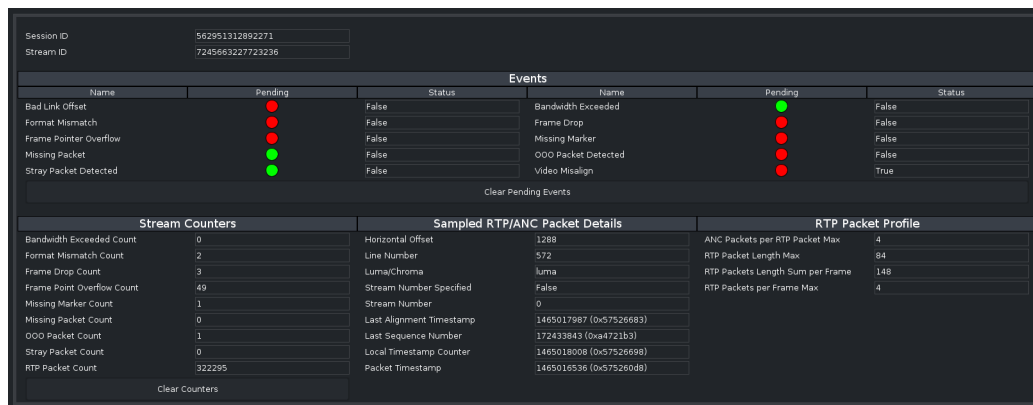 Session ID 562951312892271
Stream ID 7245663227723236
Events
Name Pending Status Name Pending Status
Bad Link Offset False Bandwidth Exceeded False
Format Mismatch False Frame Drop False
Frame Pointer Overflow False Missing Marker False
Missing Packet False OOO Packet Detected False
Stray Packet Detected False Video Misalign True
Clear Pending Events
Stream Counters Sampled RTP/ANC Packet Details RTP Packet Profile
Bandwidth Exceeded Count 0 Horizontal Offset 1288 ANC Packets per RTP Packet Max 4
Format Mismatch Count 2 Line Number 572 RTP Packet Length Max 84
Frame Drop Count 3 Luma/Chroma luma RTP Packets Length Sum per Frame 148
Frame Point Overflow Count 49 Stream Number Specified False RTP Packets per Frame Max 4
Missing Marker Count 1 Stream Number 0
Missing Packet Count 0 Last Alignment Timestamp 1465017987 (0x57526683)
OOO Packet Count 1 Last Sequence Number 172433843 (0xa4721b3)
Stray Packet Count 0 Local Timestamp Counter 1465018008 (0x57526698)
RTP Packet Count 322295 Packet Timestamp 1465016536 (0x575260d8)
Clear Counters